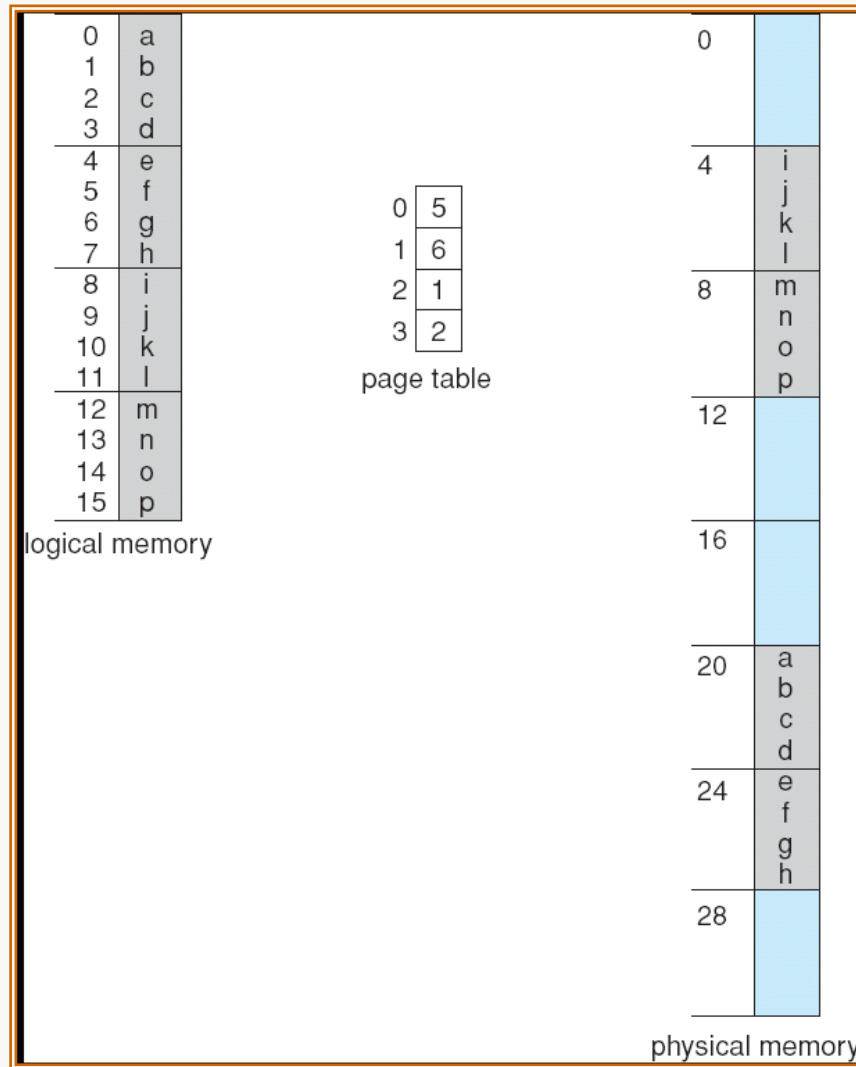 0 a
1 b
2 c
3 d
4 e
5 f
6 g
7 h
8 i
9 j
10 k
11 l
12 m
13 n
14 o
15 p
logical memory
0 5
1 6
2 1
3 2
page table
0
4 i
j
k
l
8 m
n
o
p
12
16
20 a
b
c
d
24 e
f
g
h
28
physical memory